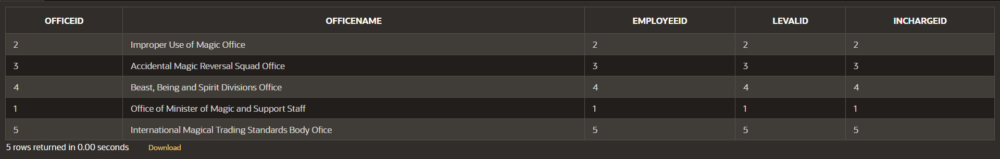 OFFICEID OFFICENAME EMPLOYEEID LEVALID INCHARGEID
2 Improper Use of Magic Office 2 2 2
3 Accidental Magic Reversal Squad Office 3 3 3
4 Beast, Being and Spirit Divisions Office 4 4 4
1 Office of Minister of Magic and Support Staff 1 1 1
5 International Magical Trading Standards Body Ofice 5 5 5
5 rows returned in 0.00 seconds Download